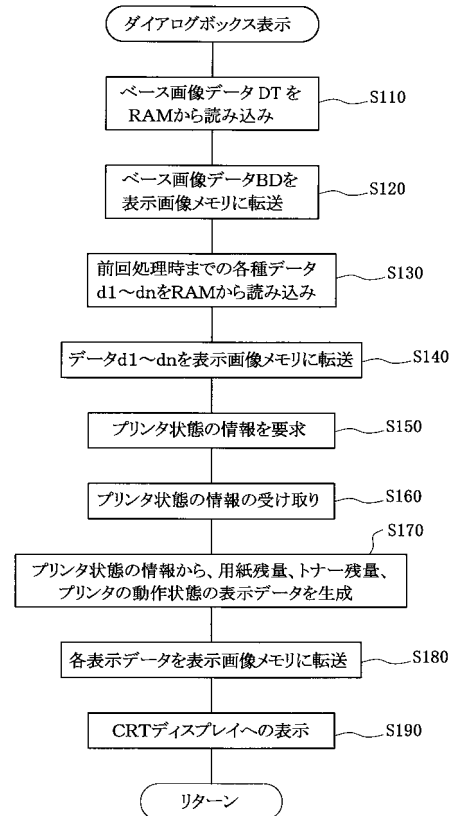 ダイアログボックス表示
ベース画像データDTを
RAMから読み込み
S110
ベース画像データBDを
表示画像メモリに転送
S120
前回処理時までの各種データ
d1〜dnをRAMから読み込み
S130
データd1〜dnを表示画像メモリに転送
S140
プリンタ状態の情報を要求
S150
プリンタ状態の情報の受け取り
S160
S170
プリンタ状態の情報から、用紙残量、トナー残量、
プリンタの動作状態の表示データを生成
各表示データを表示画像メモリに転送
S180
CRTディスプレイへの表示
S190
リターン